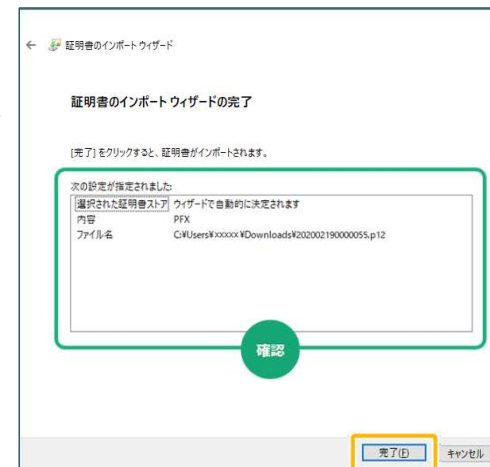 ← 証明書のインポート ウィザード
証明書のインポート ウィザードの完了
[完了] をクリックすると、証明書がインポートされます。
次の設定が指定されました:
選択された証明書ストア ウィザードで自動的に決定されます
内容 PFX
ファイル名 C:¥Users¥xxxxx¥Downloads¥202002190000055.p12
確認
完了(F) キャンセル